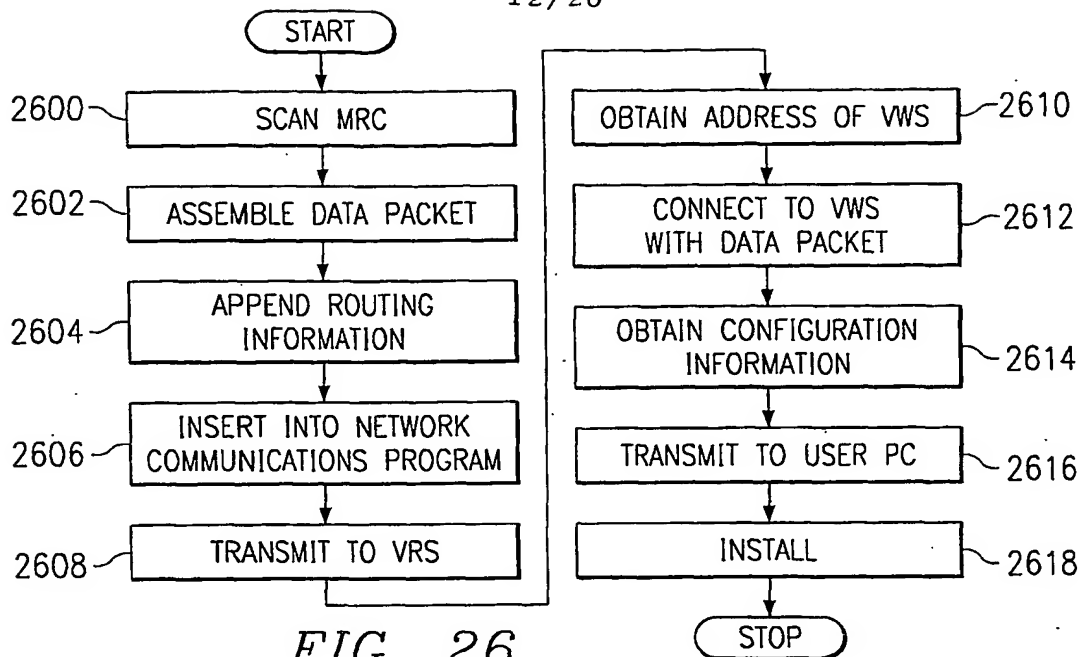 12/28
START
2600
SCAN MRC
2602
ASSEMBLE DATA PACKET
2604
APPEND ROUTING
INFORMATION
2606
INSERT INTO NETWORK
COMMUNICATIONS PROGRAM
2608
TRANSMIT TO VRS
OBTAIN ADDRESS OF VWS
2610
CONNECT TO VWS
WITH DATA PACKET
2612
OBTAIN CONFIGURATION
INFORMATION
2614
TRANSMIT TO USER PC
2616
INSTALL
2618
STOP
FIG. 26